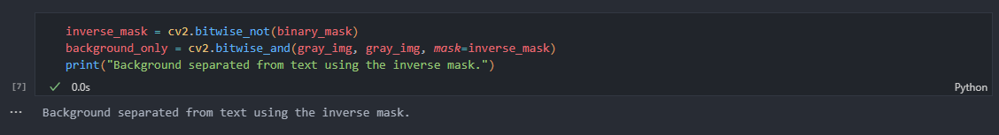 inverse_mask = cv2.bitwise_not(binary_mask)
background_only = cv2.bitwise_and(gray_img, gray_img, mask=inverse_mask)
print("Background separated from text using the inverse mask.")
[7] ✓ 0.0s Python
... Background separated from text using the inverse mask.